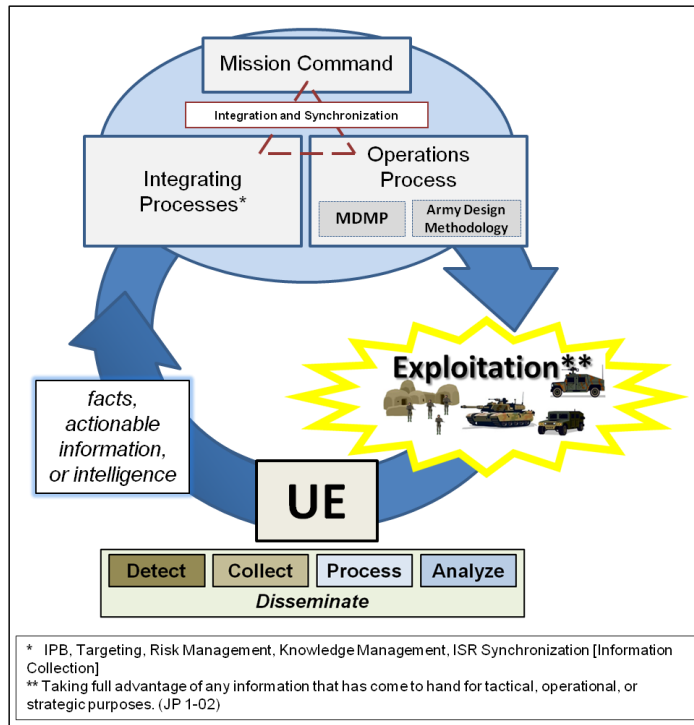 Mission Command
Integration and Synchronization
Integrating
Processes*
Operations
Process
MDMP
Army Design
Methodology
Exploitation**
facts,
actionable
information,
or intelligence
UE
Detect
Collect
Process
Analyze
Disseminate
* IPB, Targeting, Risk Management, Knowledge Management, ISR Synchronization [Information
Collection]
** Taking full advantage of any information that has come to hand for tactical, operational, or
strategic purposes. (JP 1-02)